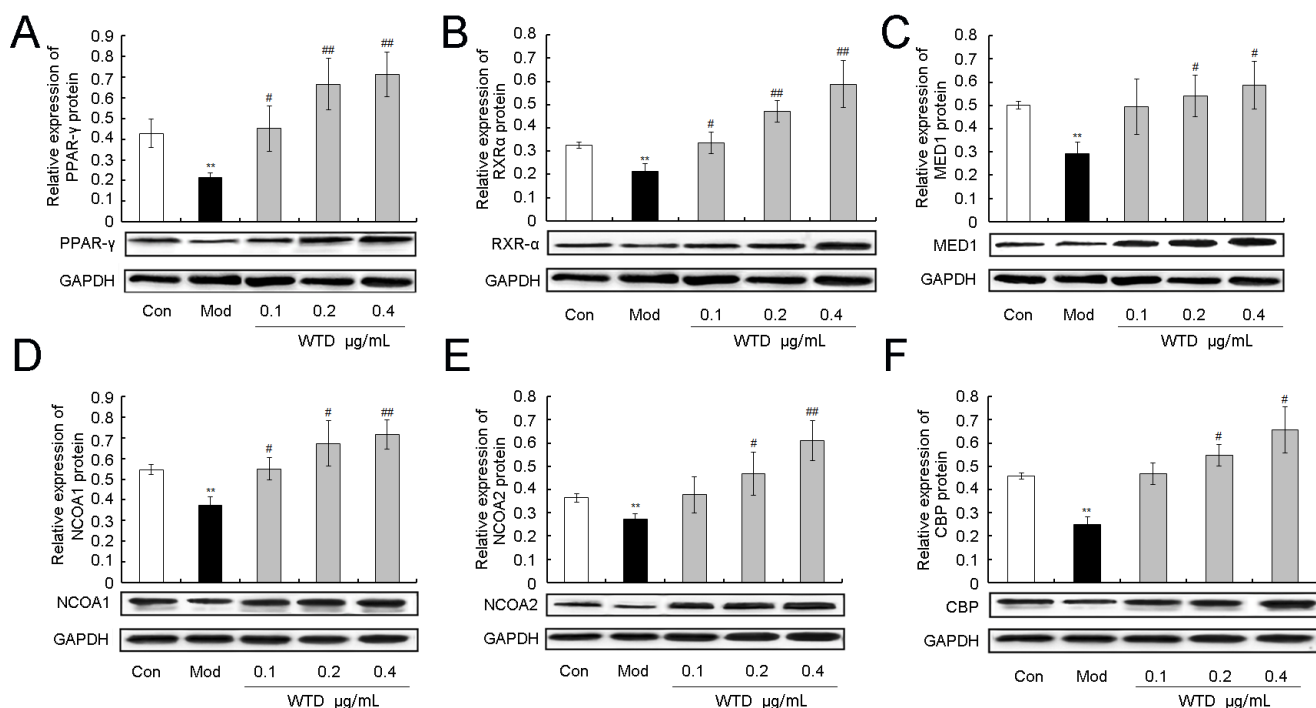 A
Relative expression of
PPAR-γ protein
0.9
0.8
0.7
0.6
0.5
0.4
0.3
0.2
0.1
0
**
#
##
##
PPAR-γ
GAPDH
Con Mod 0.1 0.2 0.4
WTD μg/mL
B
Relative expression of
RXRα protein
0.8
0.7
0.6
0.5
0.4
0.3
0.2
0.1
0
**
#
##
##
RXR-α
GAPDH
Con Mod 0.1 0.2 0.4
WTD μg/mL
C
Relative expression of
MED1 protein
0.8
0.7
0.6
0.5
0.4
0.3
0.2
0.1
0
**
#
#
MED1
GAPDH
Con Mod 0.1 0.2 0.4
WTD μg/mL
D
Relative expression of
NCOA1 protein
0.9
0.8
0.7
0.6
0.5
0.4
0.3
0.2
0.1
0
**
#
#
##
NCOA1
GAPDH
Con Mod 0.1 0.2 0.4
WTD μg/mL
E
Relative expression of
NCOA2 protein
0.8
0.7
0.6
0.5
0.4
0.3
0.2
0.1
0
**
#
##
NCOA2
GAPDH
Con Mod 0.1 0.2 0.4
WTD μg/mL
F
Relative expression of
CBP protein
0.8
0.7
0.6
0.5
0.4
0.3
0.2
0.1
0
**
#
#
CBP
GAPDH
Con Mod 0.1 0.2 0.4
WTD μg/mL